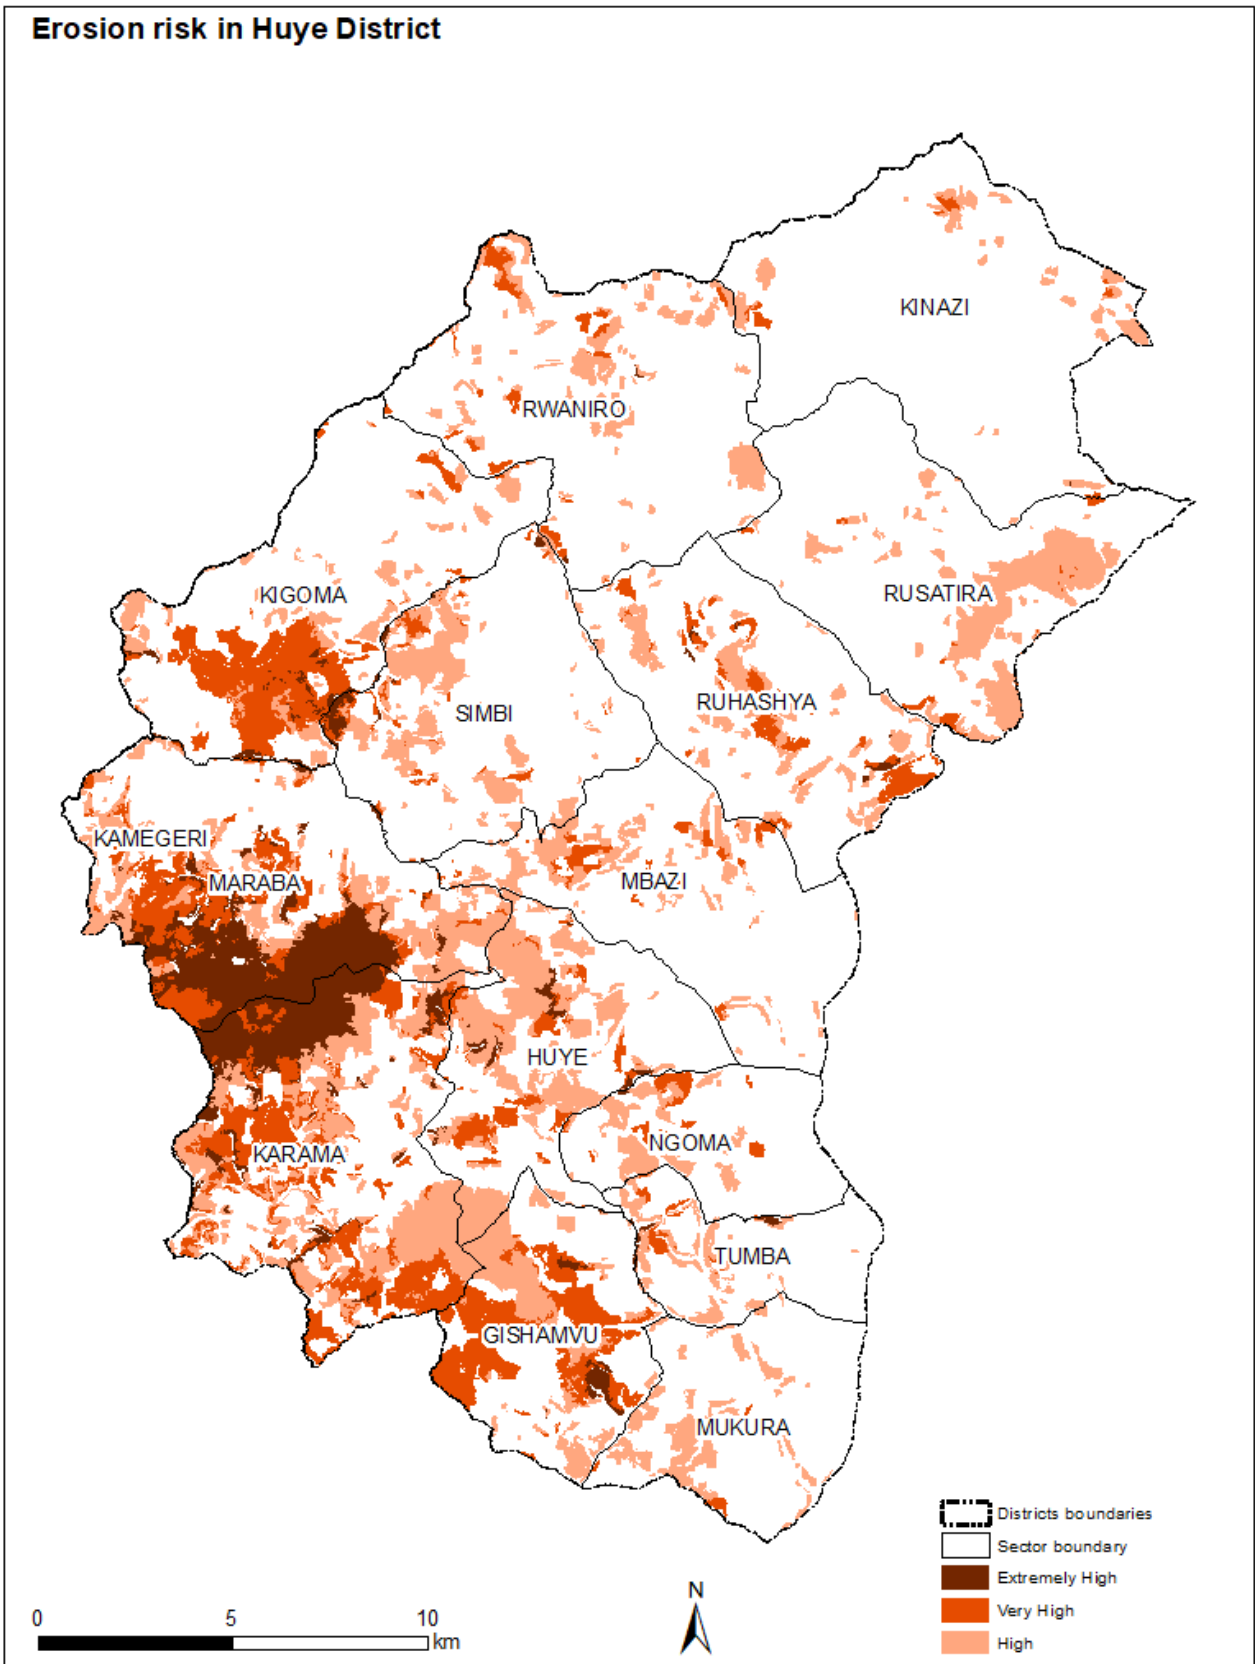 Erosion risk in Huye District
KINAZI
RWANIRO
KIGOMA
RUSATIRA
SIMBI
RUHASHYA
KAMEGERI
MARABA
MBAZI
HUYE
NGOMA
KARAMA
TUMBA
GISHAMVU
MUKURA
Districts boundaries
Sector boundary
Extremely High
Very High
High
N
0 5 10
km